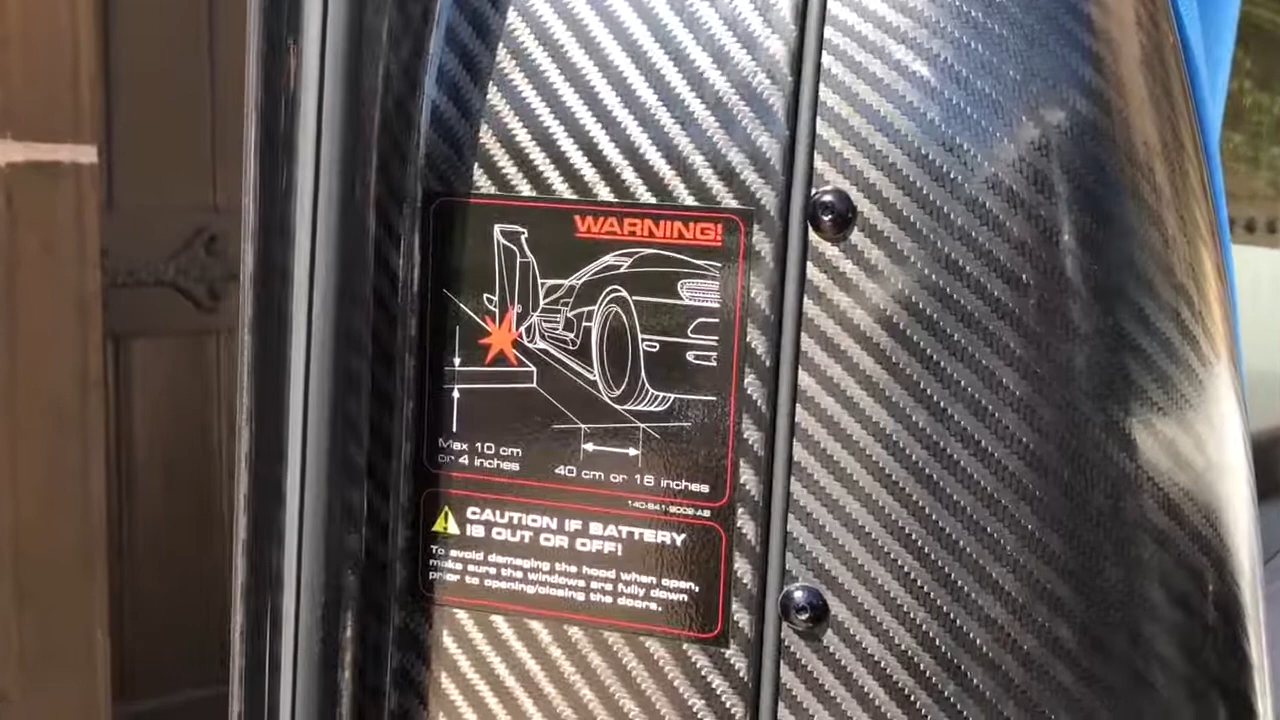 WARNING!
Max 10 cm
or 4 inches
40 cm or 16 inches
140-841-9002-AB
CAUTION IF BATTERY
IS OUT OR OFF!
To avoid damaging the hood when open,
make sure the windows are fully down
prior to opening/closing the doors.